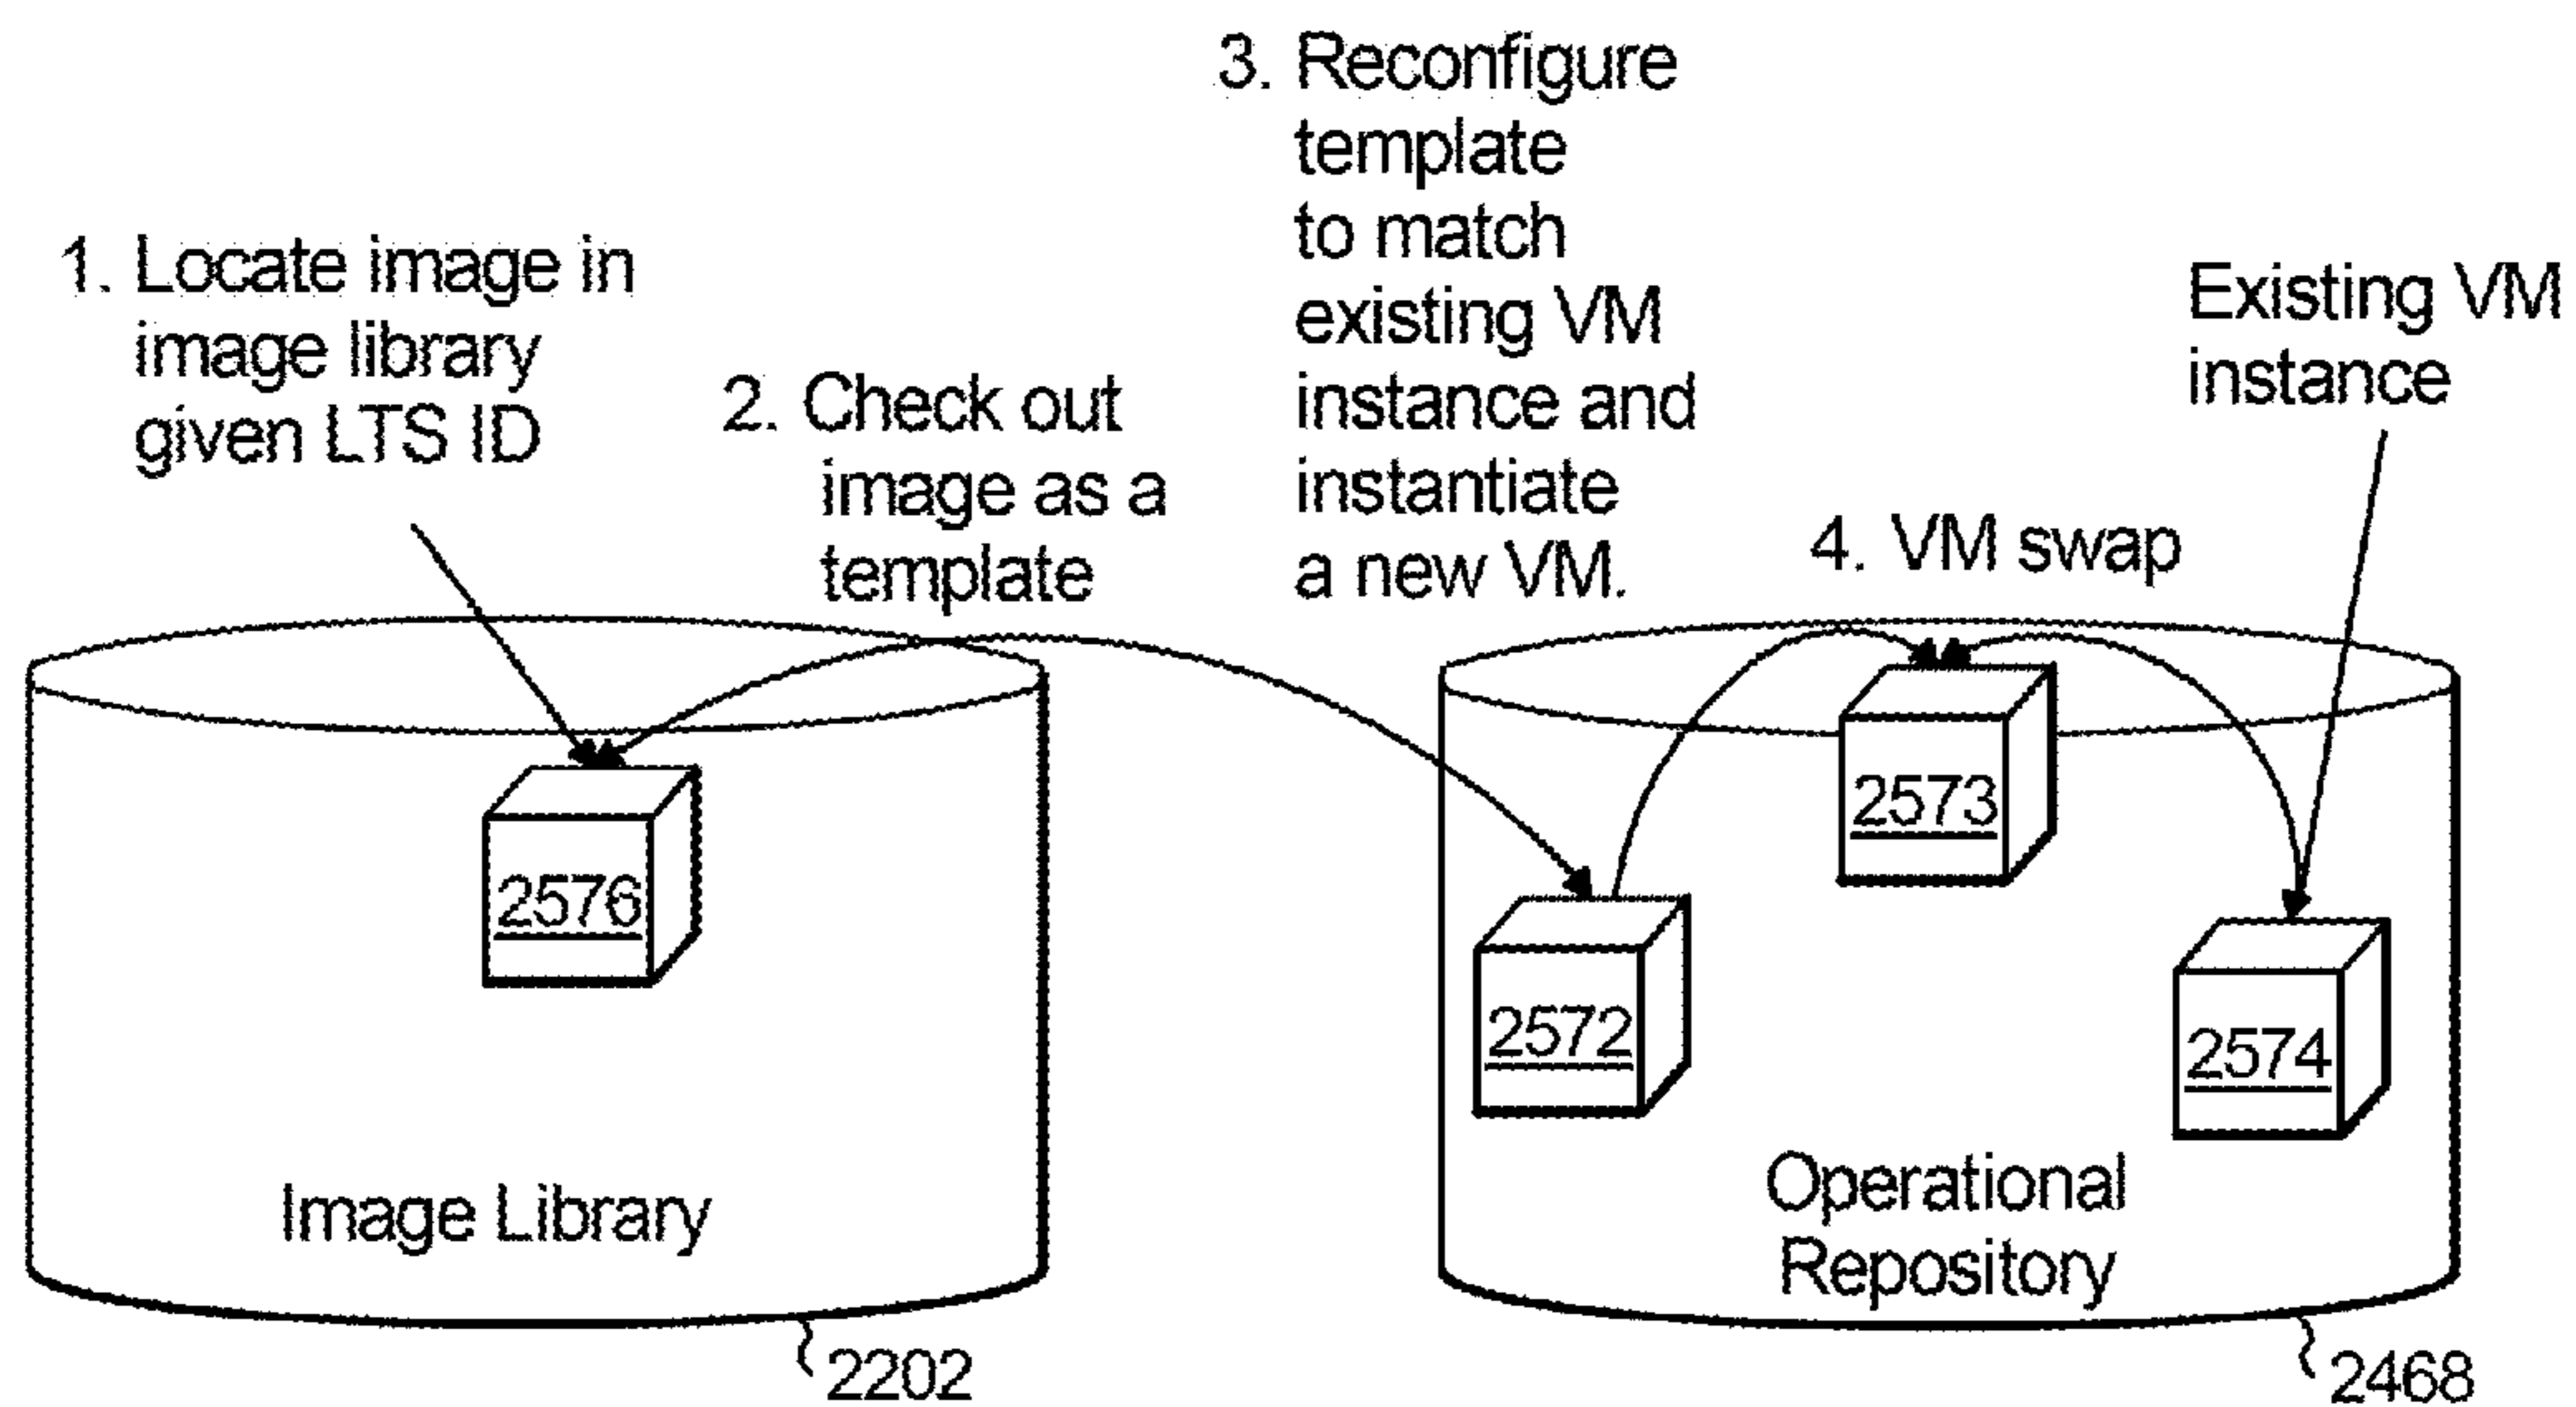 1. Locate image in
image library
given LTS ID
2. Check out
image as a
template
3. Reconfigure
template
to match
existing VM
instance and
instantiate
a new VM.
4. VM swap
Existing VM
instance
2576
Image Library
2202
2573
2572
2574
Operational
Repository
2468